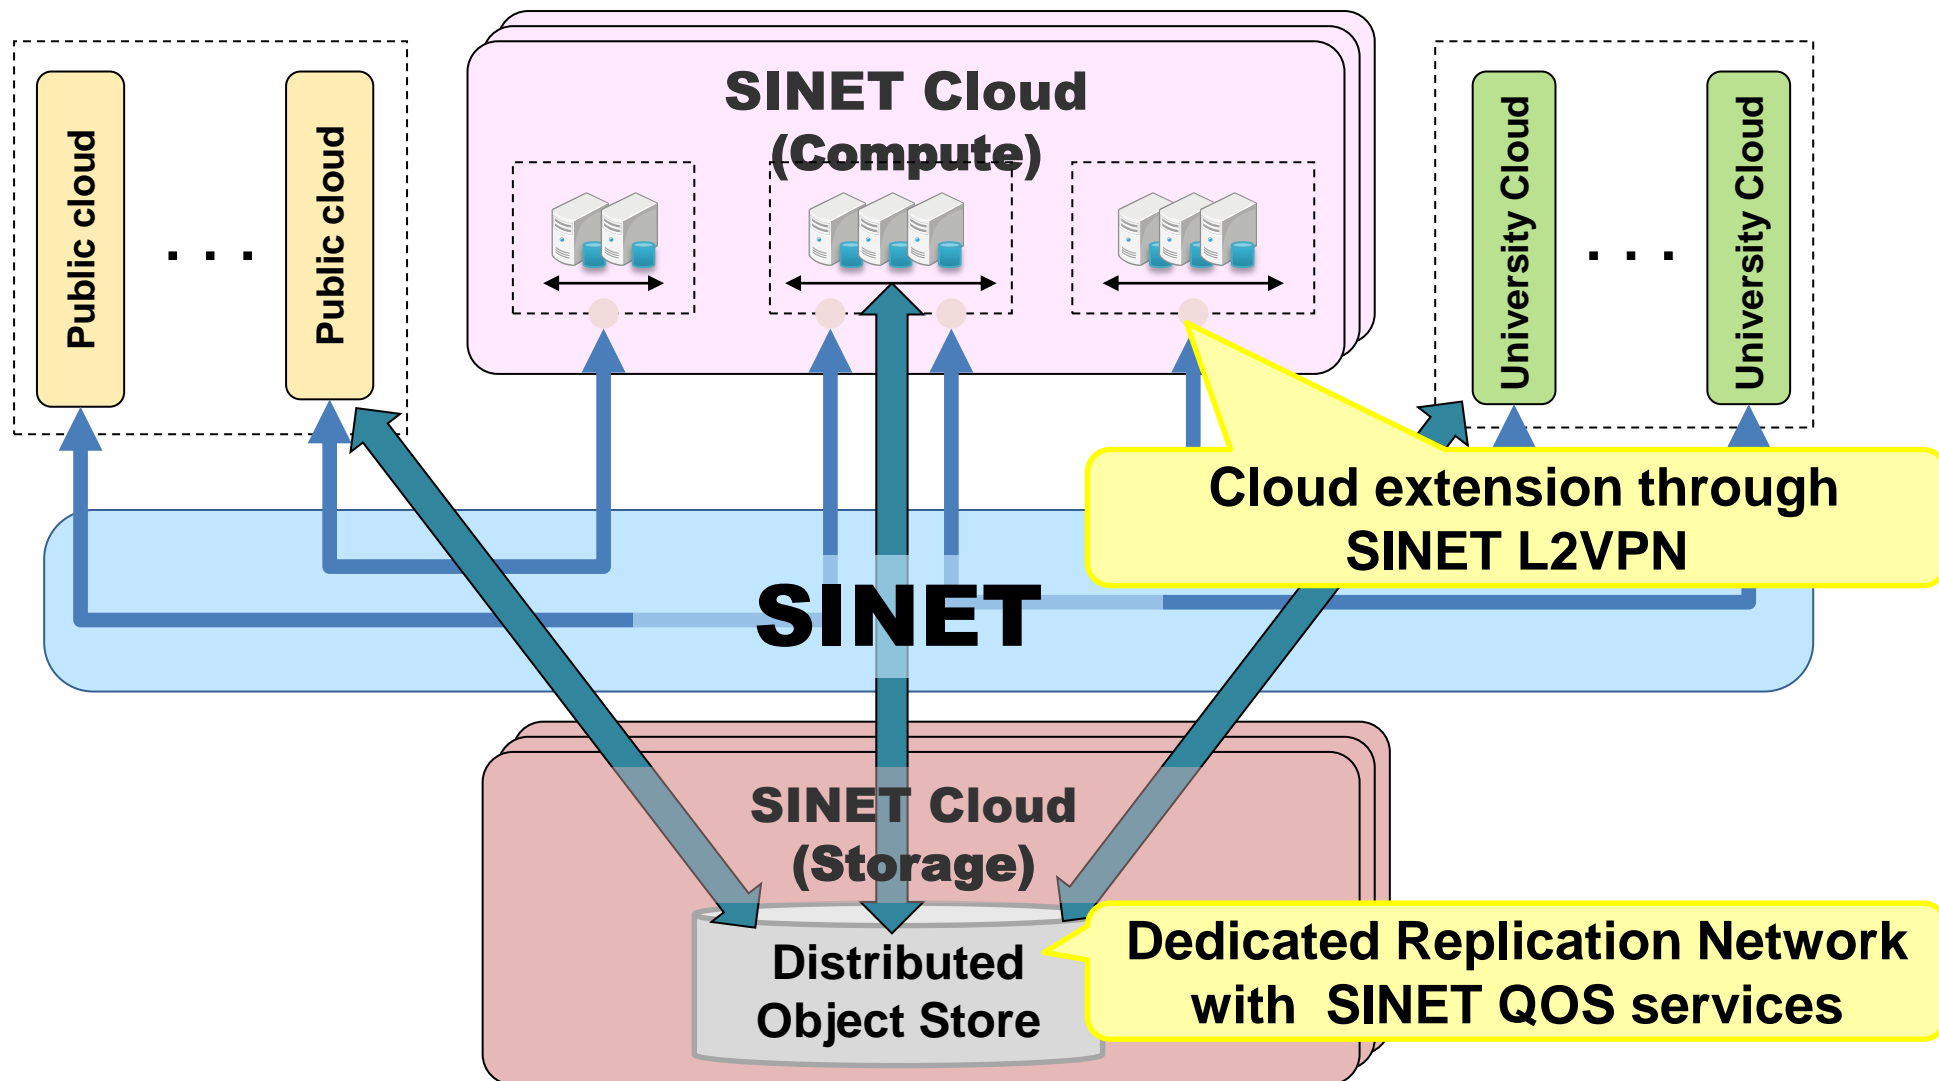 SINET Cloud
(Compute)
Public cloud
. . .
Public cloud
University Cloud
. . .
University Cloud
Cloud extension through
SINET L2VPN
SINET
SINET Cloud
(Storage)
Distributed
Object Store
Dedicated Replication Network
with  SINET QOS services